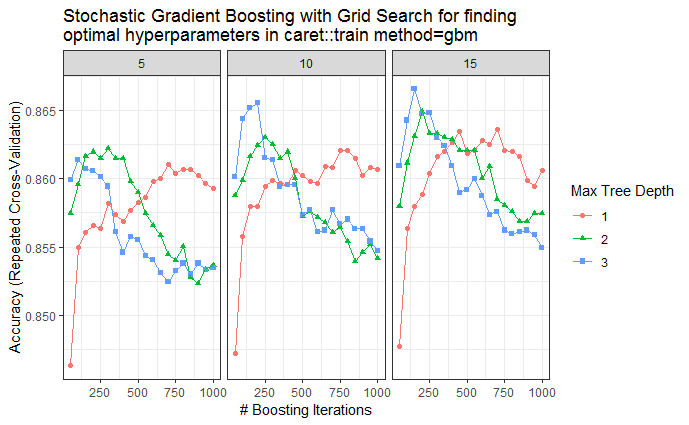 Stochastic Gradient Boosting with Grid Search for finding
optimal hyperparameters in caret::train method=gbm
5 10 15
Accuracy (Repeated Cross-Validation)
0.865
0.860
0.855
0.850
250 500 750 1000 250 500 750 1000 250 500 750 1000
# Boosting Iterations
Max Tree Depth
1
2
3